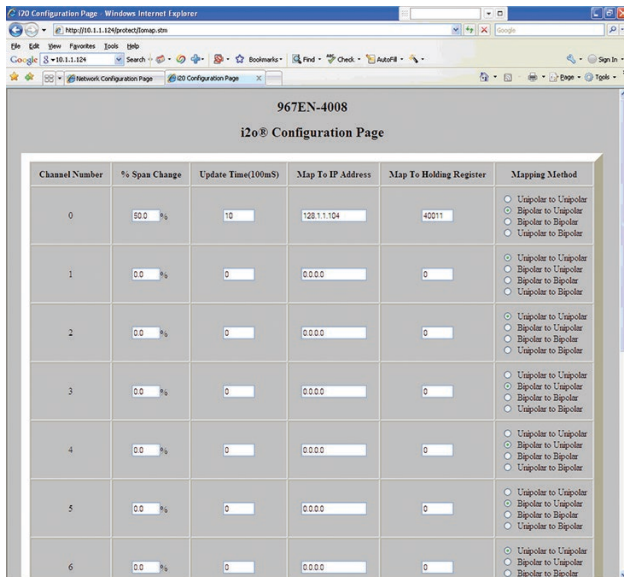 i20 Configuration Page - Windows Internet Explorer
http://10.1.1.124/protect/Iomap.stm
Google
File Edit View Favorites Tools Help
Google 10.1.1.124 Search Bookmarks Find Check AutoFill Sign In
Network Configuration Page i20 Configuration Page X Page Tools
967EN-4008
i2o® Configuration Page
Channel Number % Span Change Update Time(100mS) Map To IP Address Map To Holding Register Mapping Method
0 50.0 % 10 128.1.1.104 40011
Unipolar to Unipolar
Bipolar to Unipolar
Bipolar to Bipolar
Unipolar to Bipolar
1 0.0 % 0 0.0.0.0 0
Unipolar to Unipolar
Bipolar to Unipolar
Bipolar to Bipolar
Unipolar to Bipolar
2 0.0 % 0 0.0.0.0 0
Unipolar to Unipolar
Bipolar to Unipolar
Bipolar to Bipolar
Unipolar to Bipolar
3 0.0 % 0 0.0.0.0 0
Unipolar to Unipolar
Bipolar to Unipolar
Bipolar to Bipolar
Unipolar to Bipolar
4 0.0 % 0 0.0.0.0 0
Unipolar to Unipolar
Bipolar to Unipolar
Bipolar to Bipolar
Unipolar to Bipolar
5 0.0 % 0 0.0.0.0 0
Unipolar to Unipolar
Bipolar to Unipolar
Bipolar to Bipolar
Unipolar to Bipolar
6 0.0 % 0 0.0.0.0 0
Unipolar to Unipolar
Bipolar to Unipolar
Bipolar to Bipolar